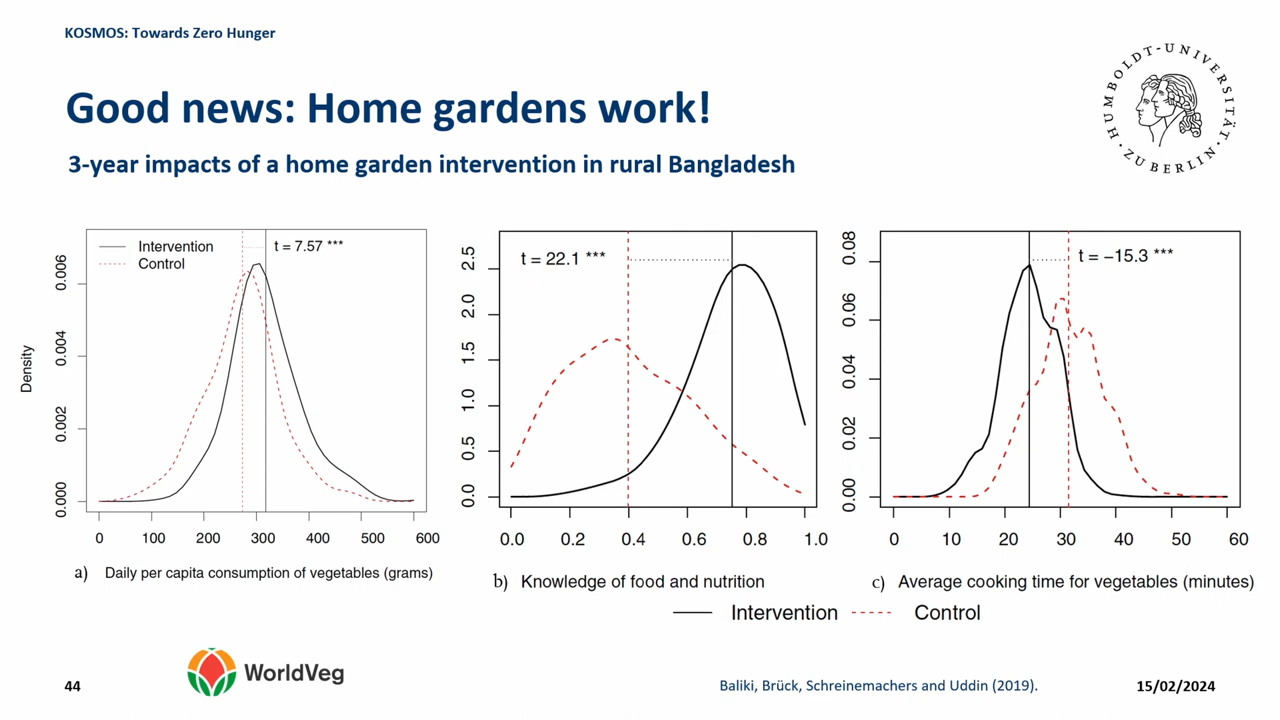 KOSMOS: Towards Zero Hunger
HUMBOLDT-UNIVERSITÄT · ZU BERLIN ·
Good news: Home gardens work!
3-year impacts of a home garden intervention in rural Bangladesh
Intervention
Control
t = 7.57 ***
Density
0.000 0.002 0.004 0.006
0 100 200 300 400 500 600
a) Daily per capita consumption of vegetables (grams)
t = 22.1 ***
0.0 0.5 1.0 1.5 2.0 2.5
0.0 0.2 0.4 0.6 0.8 1.0
b) Knowledge of food and nutrition
t = −15.3 ***
0.00 0.02 0.04 0.06 0.08
0 10 20 30 40 50 60
c) Average cooking time for vegetables (minutes)
Intervention Control
44
WorldVeg
Baliki, Brück, Schreinemachers and Uddin (2019).
15/02/2024